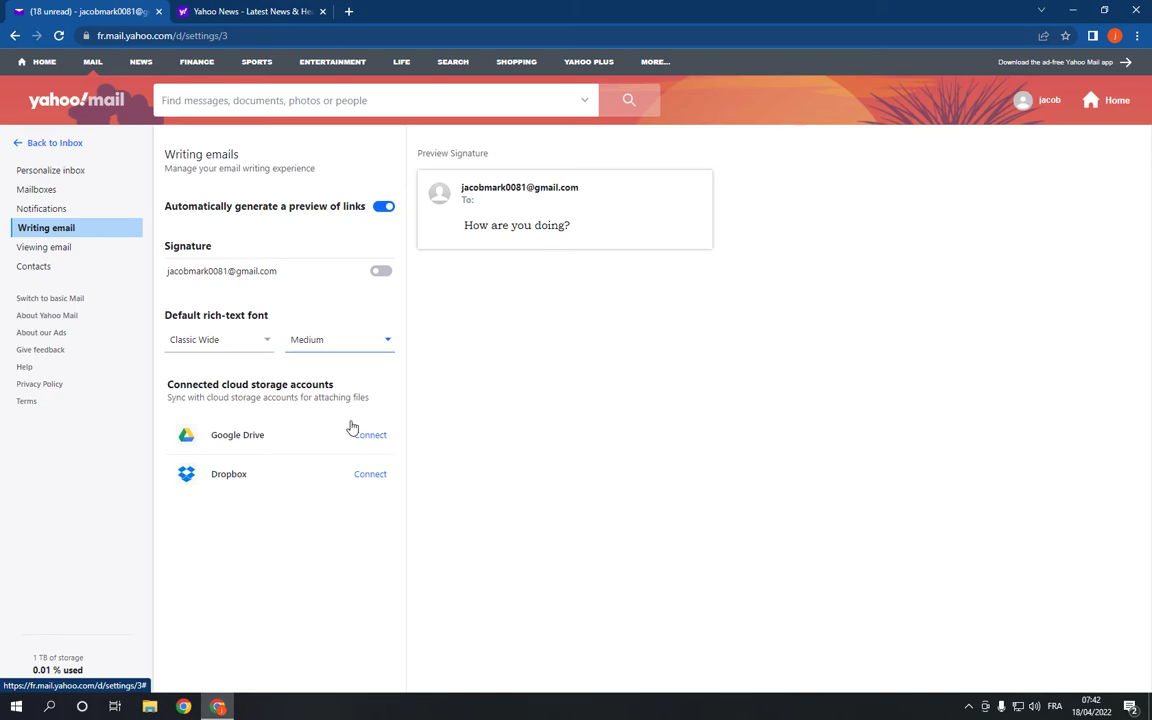 (18 unread) - jacobmark0081@g
Yahoo News - Latest News & He
fr.mail.yahoo.com/d/settings/3
j
HOME
MAIL
NEWS
FINANCE
SPORTS
ENTERTAINMENT
LIFE
SEARCH
SHOPPING
YAHOO PLUS
MORE...
Download the ad-free Yahoo Mail app
yahoo!mail
Find messages, documents, photos or people
jacob
Home
Back to Inbox
Personalize inbox
Mailboxes
Notifications
Writing email
Viewing email
Contacts
Switch to basic Mail
About Yahoo Mail
About our Ads
Give feedback
Help
Privacy Policy
Terms
1 TB of storage
0.01 % used
Writing emails
Manage your email writing experience
Automatically generate a preview of links
Signature
jacobmark0081@gmail.com
Default rich-text font
Classic Wide
Medium
Connected cloud storage accounts
Sync with cloud storage accounts for attaching files
Google Drive
Connect
Dropbox
Connect
Preview Signature
jacobmark0081@gmail.com
To:
How are you doing?
https://fr.mail.yahoo.com/d/settings/3#
FRA
07:42
18/04/2022
2